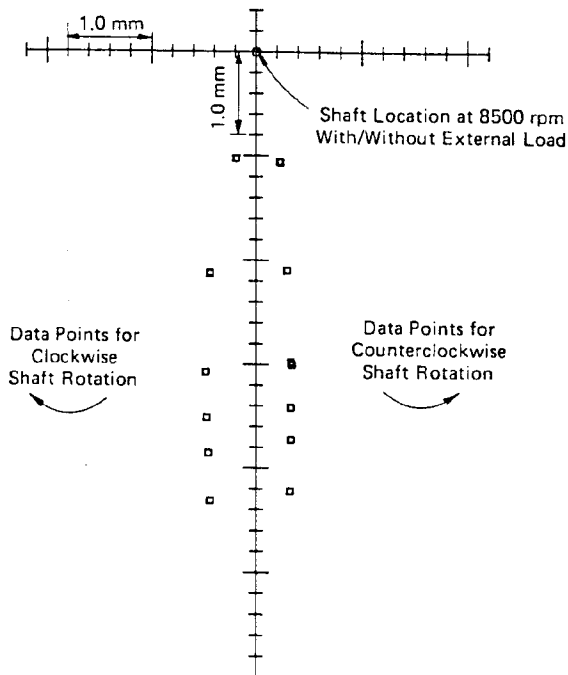 1.0 mm
1.0 mm
Shaft Location at 8500 rpm
With/Without External Load
Data Points for
Clockwise
Shaft Rotation
Data Points for
Counterclockwise
Shaft Rotation